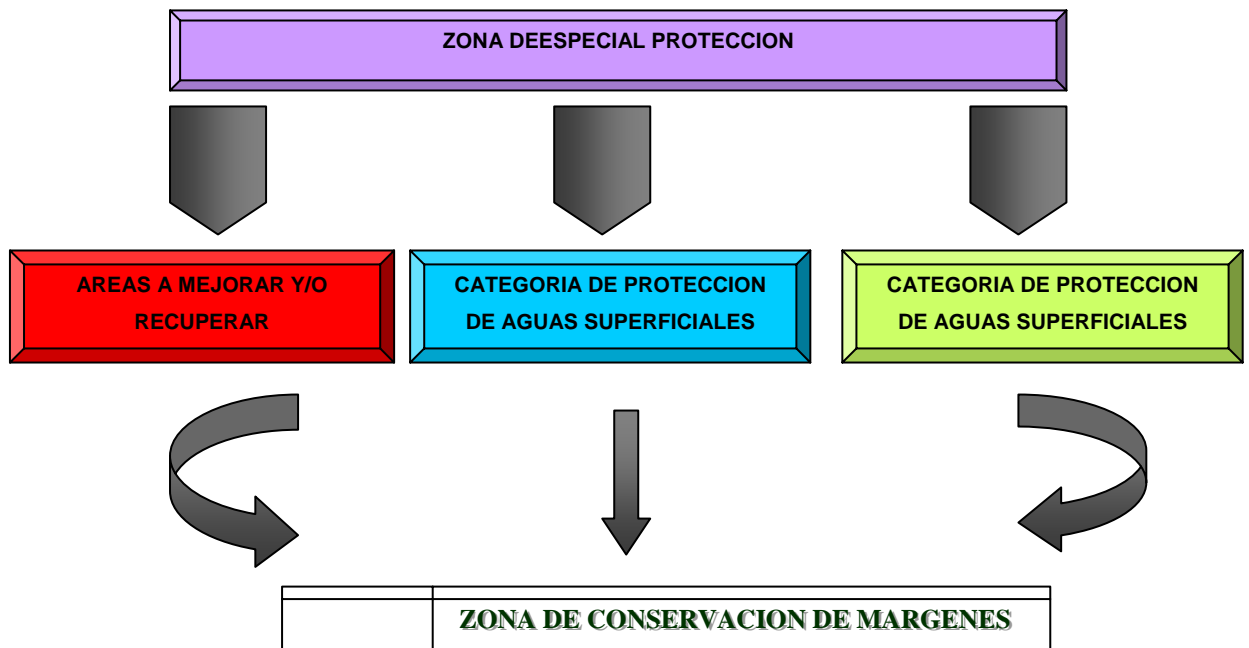 ZONA DEESPECIAL PROTECCION
AREAS A MEJORAR Y/O
RECUPERAR
CATEGORIA DE PROTECCION
DE AGUAS SUPERFICIALES
CATEGORIA DE PROTECCION
DE AGUAS SUPERFICIALES
ZONA DE CONSERVACION DE MARGENES